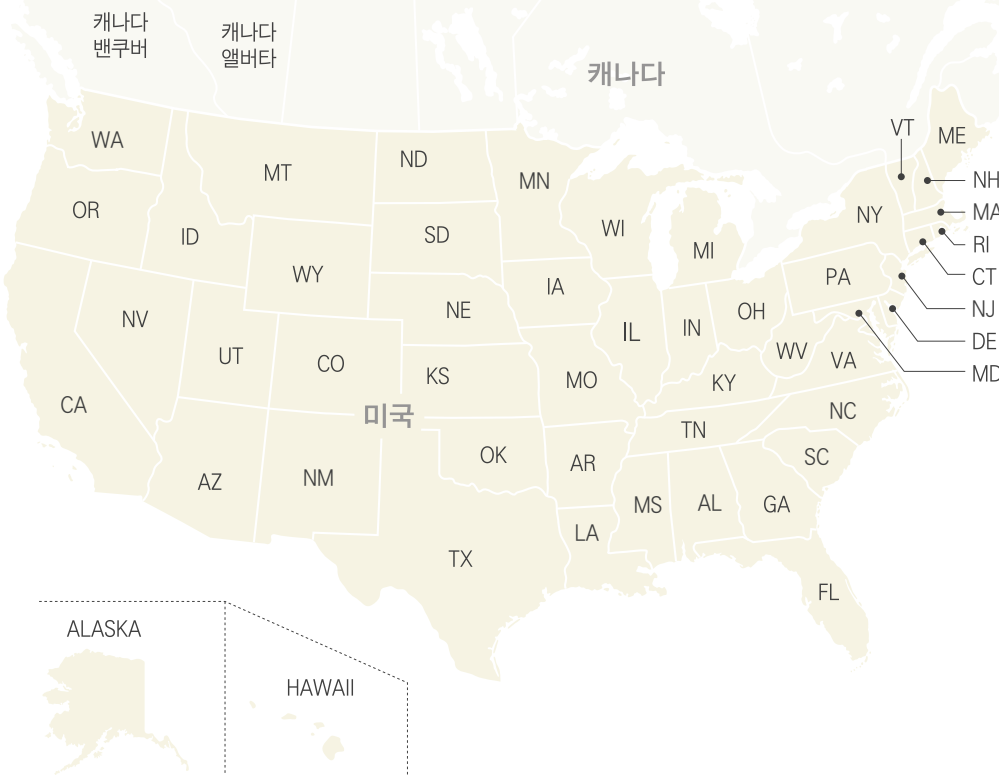 캐나다
밴쿠버
캐나다
앨버타
캐나다
VT
ME
WA
MT
ND
MN
NH
OR
ID
SD
WI
NY
MA
MI
RI
WY
IA
PA
CT
NV
NE
IL
IN
OH
NJ
UT
CO
KS
WV
VA
DE
MO
KY
MD
CA
미국
TN
NC
AZ
NM
OK
AR
SC
MS
AL
GA
TX
LA
FL
ALASKA
HAWAII